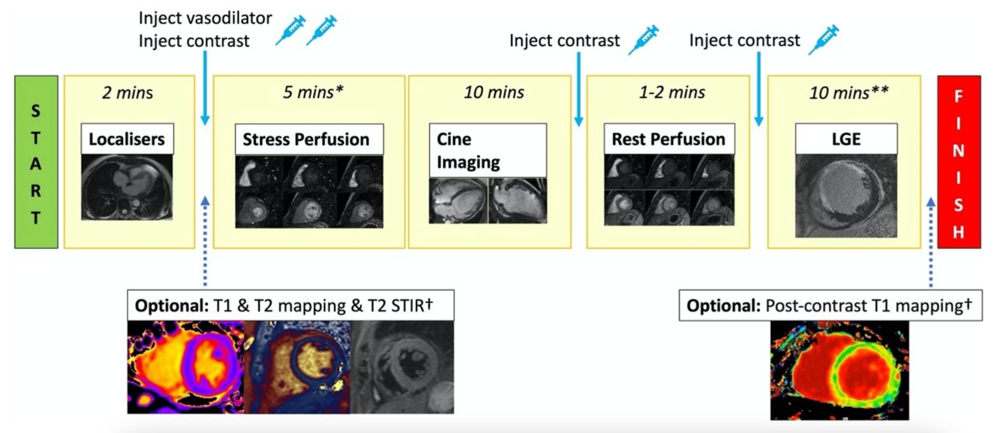 Inject vasodilator
Inject contrast
Inject contrast
Inject contrast
START
2 mins
Localisers
5 mins*
Stress Perfusion
10 mins
Cine
Imaging
1-2 mins
Rest Perfusion
10 mins**
LGE
FINISH
Optional: T1 & T2 mapping & T2 STIR†
Optional: Post-contrast T1 mapping†